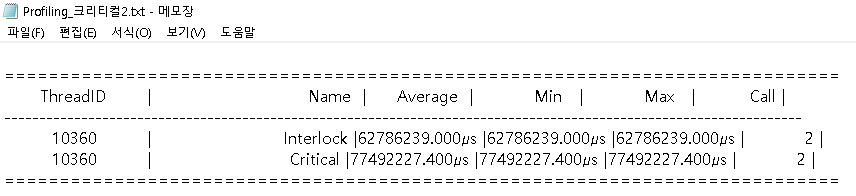 Profiling_크리티컬2.txt - 메모장
파일(F) 편집(E) 서식(O) 보기(V) 도움말
====================================================================================
ThreadID | Name | Average | Min | Max | Call |
------------------------------------------------------------------------------------
10360 | Interlock |62786239.000㎲ |62786239.000㎲ |62786239.000㎲ | 2 |
10360 | Critical |77492227.400㎲ |77492227.400㎲ |77492227.400㎲ | 2 |
====================================================================================